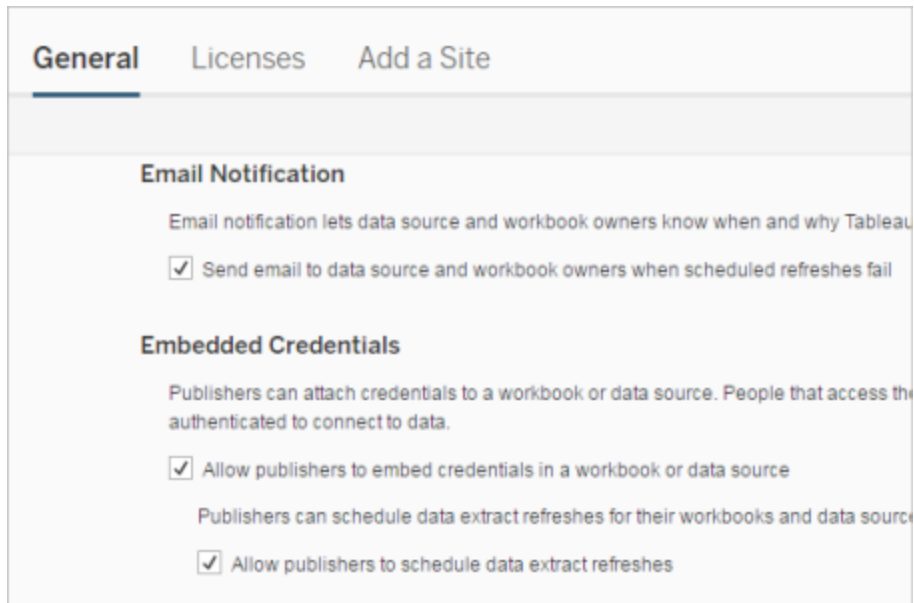 General Licenses Add a Site
Email Notification
Email notification lets data source and workbook owners know when and why Tableau
Send email to data source and workbook owners when scheduled refreshes fail
Embedded Credentials
Publishers can attach credentials to a workbook or data source. People that access the
authenticated to connect to data.
Allow publishers to embed credentials in a workbook or data source
Publishers can schedule data extract refreshes for their workbooks and data source
Allow publishers to schedule data extract refreshes